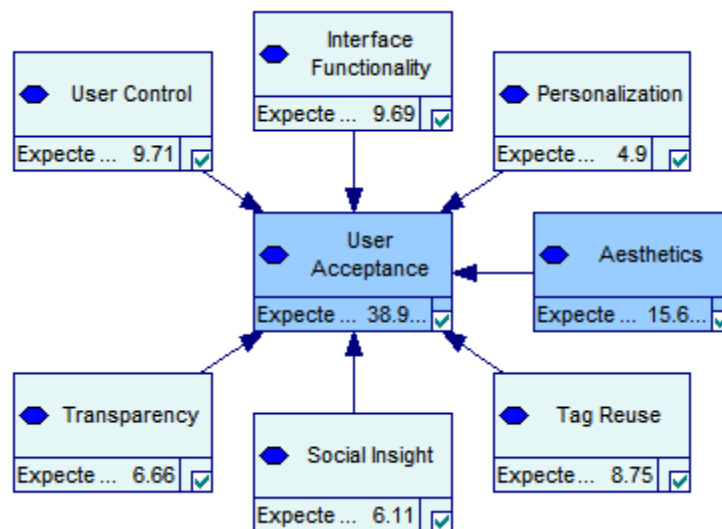 Interface
Functionality
Expecte ... 9.69
User Control
Expecte ... 9.71
Personalization
Expecte ... 4.9
User
Acceptance
Expecte ... 38.9...
Aesthetics
Expecte ... 15.6...
Transparency
Expecte ... 6.66
Social Insight
Expecte ... 6.11
Tag Reuse
Expecte ... 8.75